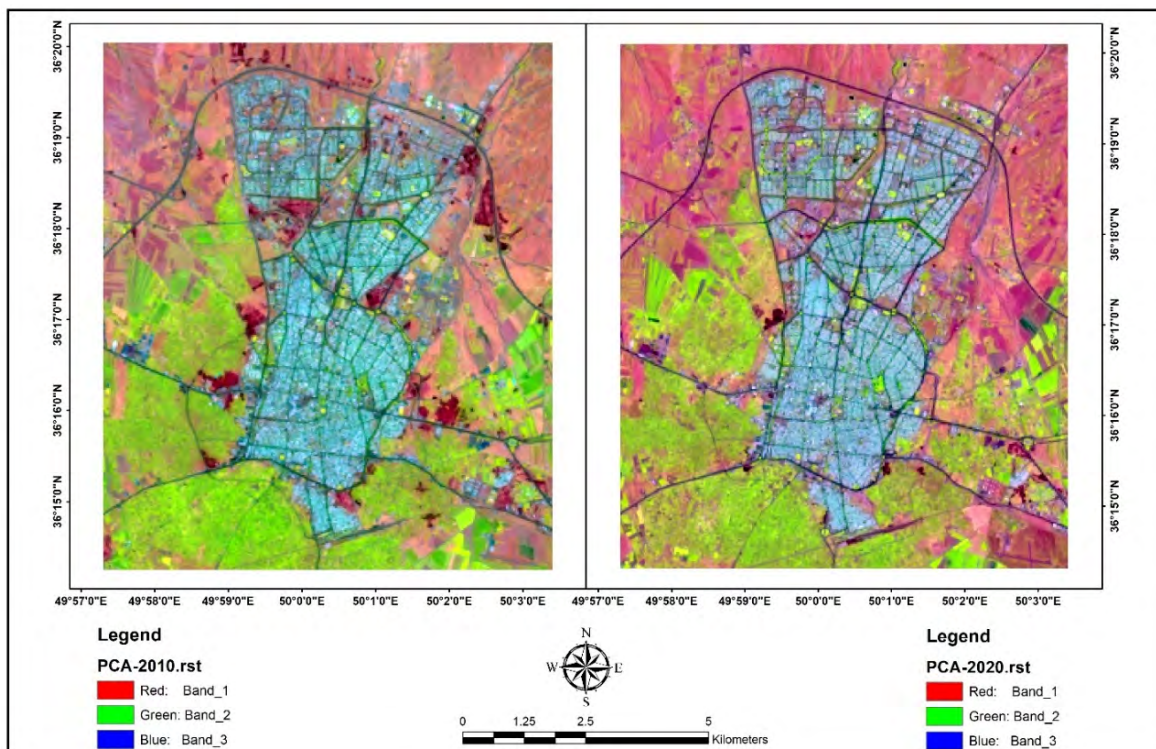 36°20'0"N
36°19'0"N
36°18'0"N
36°17'0"N
36°16'0"N
36°15'0"N
36°20'0"N
36°19'0"N
36°18'0"N
36°17'0"N
36°16'0"N
36°15'0"N
49°57'0"E 49°58'0"E 49°59'0"E 50°0'0"E 50°1'0"E 50°2'0"E 50°3'0"E 49°57'0"E 49°58'0"E 49°59'0"E 50°0'0"E 50°1'0"E 50°2'0"E 50°3'0"E
Legend
PCA-2010.rst
Red: Band_1
Green: Band_2
Blue: Band_3
N
W E
S
0 1.25 2.5 5
Kilometers
Legend
PCA-2020.rst
Red: Band_1
Green: Band_2
Blue: Band_3